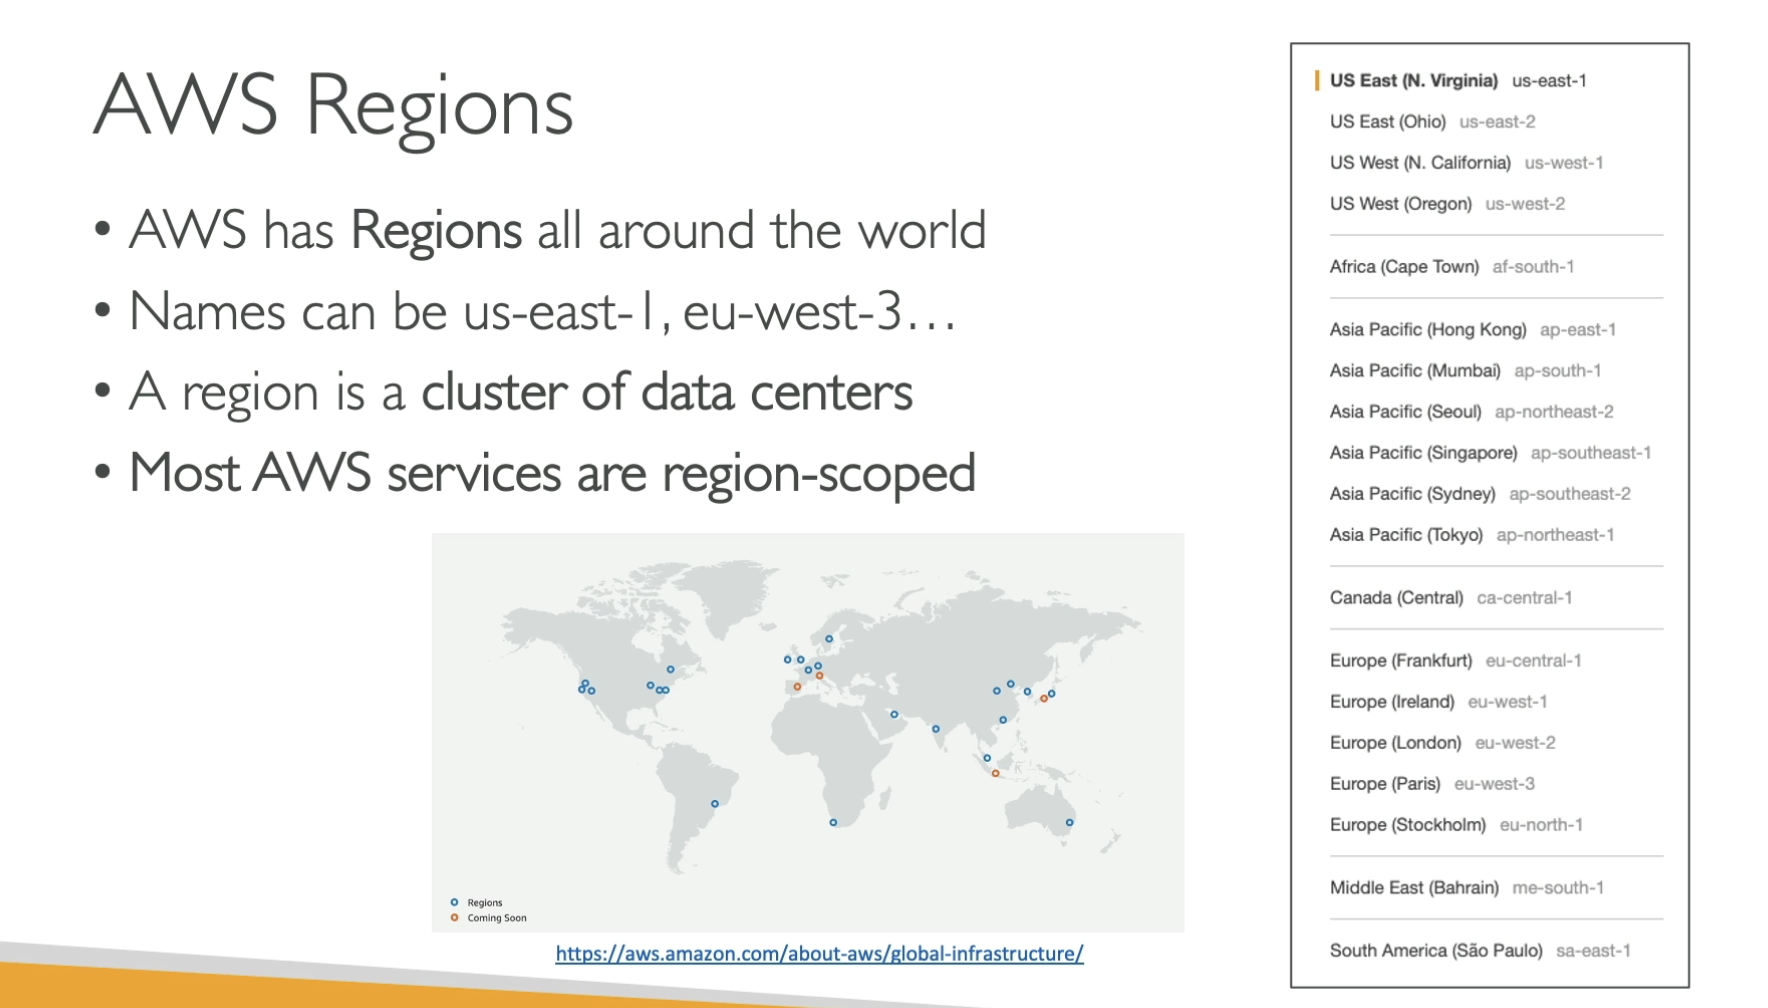 AWS Regions
• AWS has Regions all around the world
• Names can be us-east-1, eu-west-3…
• A region is a cluster of data centers
• Most AWS services are region-scoped
Regions
Coming Soon
https://aws.amazon.com/about-aws/global-infrastructure/
US East (N. Virginia) us-east-1
US East (Ohio) us-east-2
US West (N. California) us-west-1
US West (Oregon) us-west-2
Africa (Cape Town) af-south-1
Asia Pacific (Hong Kong) ap-east-1
Asia Pacific (Mumbai) ap-south-1
Asia Pacific (Seoul) ap-northeast-2
Asia Pacific (Singapore) ap-southeast-1
Asia Pacific (Sydney) ap-southeast-2
Asia Pacific (Tokyo) ap-northeast-1
Canada (Central) ca-central-1
Europe (Frankfurt) eu-central-1
Europe (Ireland) eu-west-1
Europe (London) eu-west-2
Europe (Paris) eu-west-3
Europe (Stockholm) eu-north-1
Middle East (Bahrain) me-south-1
South America (São Paulo) sa-east-1